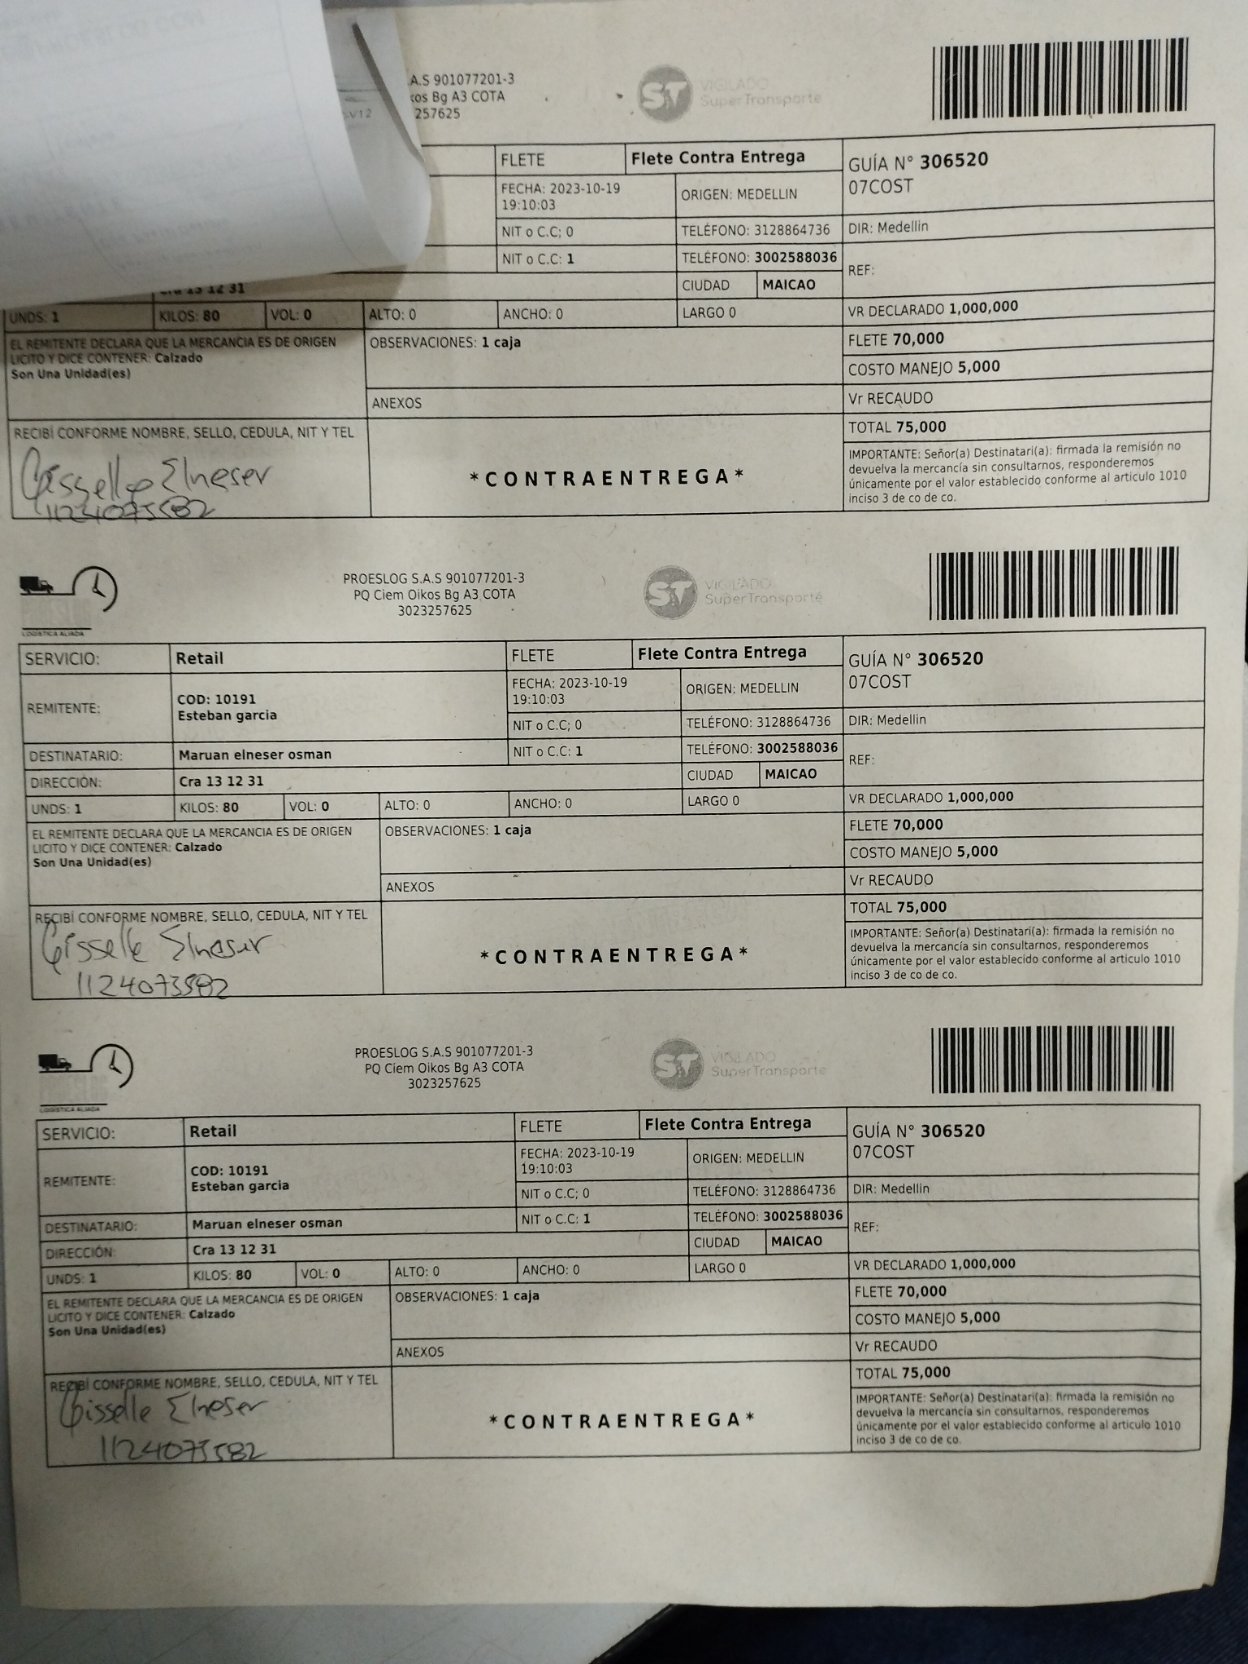 A.S 901077201-3
kos Bg A3 COTA
257625
ST VIGILADO
SuperTransporte
V12
FLETE Flete Contra Entrega
GUÍA N° 306520
07COST
FECHA: 2023-10-19
19:10:03
ORIGEN: MEDELLIN
NIT o C.C; 0 TELÉFONO: 3128864736 DIR: Medellin
NIT o C.C: 1 TELÉFONO: 3002588036 REF:
CIUDAD MAICAO
Cra 13 12 31
UNDS: 1 KILOS: 80 VOL: 0 ALTO: 0 ANCHO: 0 LARGO 0 VR DECLARADO 1,000,000
EL REMITENTE DECLARA QUE LA MERCANCIA ES DE ORIGEN
LICITO Y DICE CONTENER: Calzado
Son Una Unidad(es)
OBSERVACIONES: 1 caja
FLETE 70,000
COSTO MANEJO 5,000
ANEXOS
Vr RECAUDO
TOTAL 75,000
RECIBÍ CONFORME NOMBRE, SELLO, CEDULA, NIT Y TEL
Gisselle Elneser
1124073582
*CONTRAENTREGA*
IMPORTANTE: Señor(a) Destinatari(a): firmada la remisión no
devuelva la mercancía sin consultarnos, responderemos
únicamente por el valor establecido conforme al articulo 1010
inciso 3 de co de co.
LOGISTICA ALIADA
PROESLOG S.A.S 901077201-3
PQ Ciem Oikos Bg A3 COTA
3023257625
ST VIGILADO
SuperTransporte
SERVICIO: Retail FLETE Flete Contra Entrega
GUÍA N° 306520
07COST
REMITENTE:
COD: 10191
Esteban garcia
FECHA: 2023-10-19
19:10:03
ORIGEN: MEDELLIN
NIT o C.C; 0 TELÉFONO: 3128864736 DIR: Medellin
DESTINATARIO: Maruan elneser osman NIT o C.C: 1 TELÉFONO: 3002588036 REF:
DIRECCIÓN: Cra 13 12 31 CIUDAD MAICAO
UNDS: 1 KILOS: 80 VOL: 0 ALTO: 0 ANCHO: 0 LARGO 0 VR DECLARADO 1,000,000
EL REMITENTE DECLARA QUE LA MERCANCIA ES DE ORIGEN
LICITO Y DICE CONTENER: Calzado
Son Una Unidad(es)
OBSERVACIONES: 1 caja
FLETE 70,000
COSTO MANEJO 5,000
ANEXOS
Vr RECAUDO
TOTAL 75,000
RECIBÍ CONFORME NOMBRE, SELLO, CEDULA, NIT Y TEL
Gisselle Elneser
1124073582
*CONTRAENTREGA*
IMPORTANTE: Señor(a) Destinatari(a): firmada la remisión no
devuelva la mercancía sin consultarnos, responderemos
únicamente por el valor establecido conforme al articulo 1010
inciso 3 de co de co.
LOGISTICA ALIADA
PROESLOG S.A.S 901077201-3
PQ Ciem Oikos Bg A3 COTA
3023257625
ST VIGILADO
SuperTransporte
SERVICIO: Retail FLETE Flete Contra Entrega
GUÍA N° 306520
07COST
REMITENTE:
COD: 10191
Esteban garcia
FECHA: 2023-10-19
19:10:03
ORIGEN: MEDELLIN
NIT o C.C; 0 TELÉFONO: 3128864736 DIR: Medellin
DESTINATARIO: Maruan elneser osman NIT o C.C: 1 TELÉFONO: 3002588036 REF:
DIRECCIÓN: Cra 13 12 31 CIUDAD MAICAO
UNDS: 1 KILOS: 80 VOL: 0 ALTO: 0 ANCHO: 0 LARGO 0 VR DECLARADO 1,000,000
EL REMITENTE DECLARA QUE LA MERCANCIA ES DE ORIGEN
LICITO Y DICE CONTENER: Calzado
Son Una Unidad(es)
OBSERVACIONES: 1 caja
FLETE 70,000
COSTO MANEJO 5,000
ANEXOS
Vr RECAUDO
TOTAL 75,000
RECIBÍ CONFORME NOMBRE, SELLO, CEDULA, NIT Y TEL
Gisselle Elneser
1124073582
*CONTRAENTREGA*
IMPORTANTE: Señor(a) Destinatari(a): firmada la remisión no
devuelva la mercancía sin consultarnos, responderemos
únicamente por el valor establecido conforme al articulo 1010
inciso 3 de co de co.